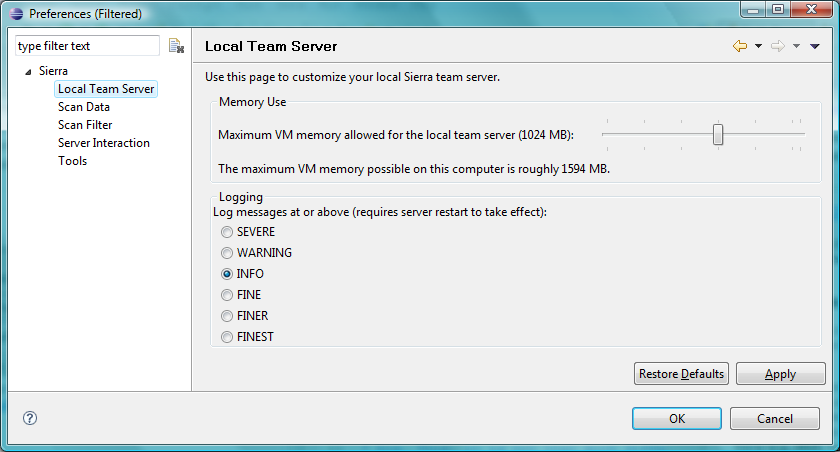 Preferences (Filtered)
type filter text
Sierra
Local Team Server
Scan Data
Scan Filter
Server Interaction
Tools
Local Team Server
Use this page to customize your local Sierra team server.
Memory Use
Maximum VM memory allowed for the local team server (1024 MB):
The maximum VM memory possible on this computer is roughly 1594 MB.
Logging
Log messages at or above (requires server restart to take effect):
SEVERE
WARNING
INFO
FINE
FINER
FINEST
Restore Defaults
Apply
?
OK
Cancel